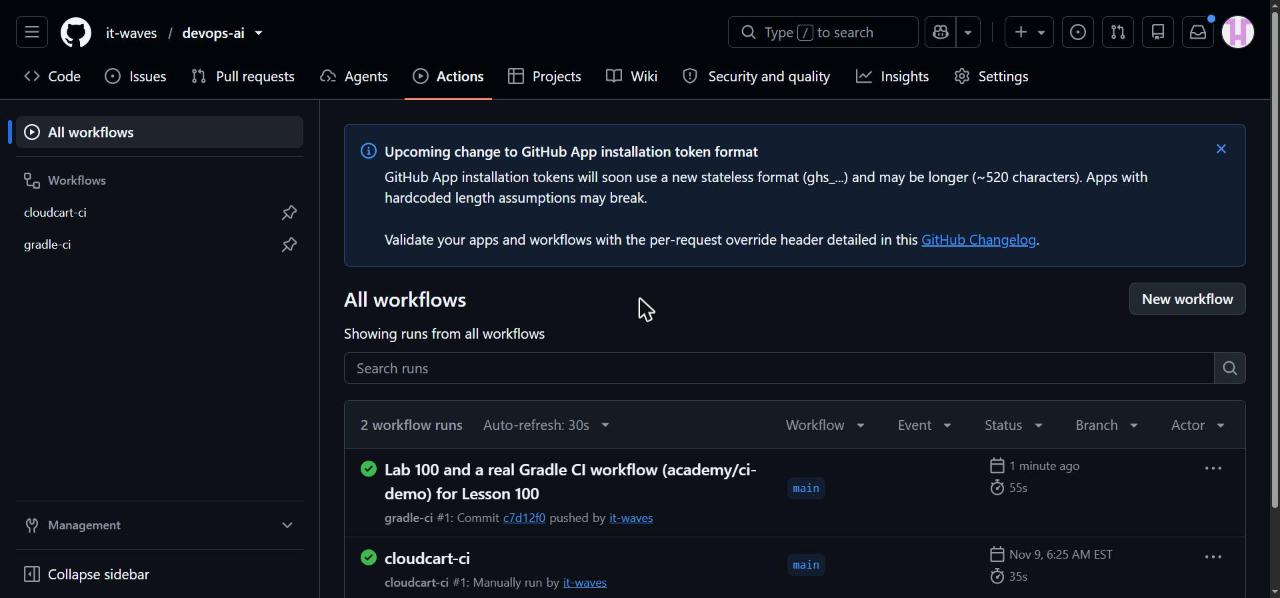 it-waves / devops-ai
Type / to search
Code
Issues
Pull requests
Agents
Actions
Projects
Wiki
Security and quality
Insights
Settings
All workflows
Workflows
cloudcart-ci
gradle-ci
Management
Collapse sidebar
Upcoming change to GitHub App installation token format
GitHub App installation tokens will soon use a new stateless format (ghs_...) and may be longer (~520 characters). Apps with
hardcoded length assumptions may break.
Validate your apps and workflows with the per-request override header detailed in this GitHub Changelog.
All workflows
New workflow
Showing runs from all workflows
Search runs
2 workflow runs
Auto-refresh: 30s
Workflow
Event
Status
Branch
Actor
Lab 100 and a real Gradle CI workflow (academy/ci-
demo) for Lesson 100
gradle-ci #1: Commit c7d12f0 pushed by it-waves
main
1 minute ago
55s
cloudcart-ci
cloudcart-ci #1: Manually run by it-waves
main
Nov 9, 6:25 AM EST
35s